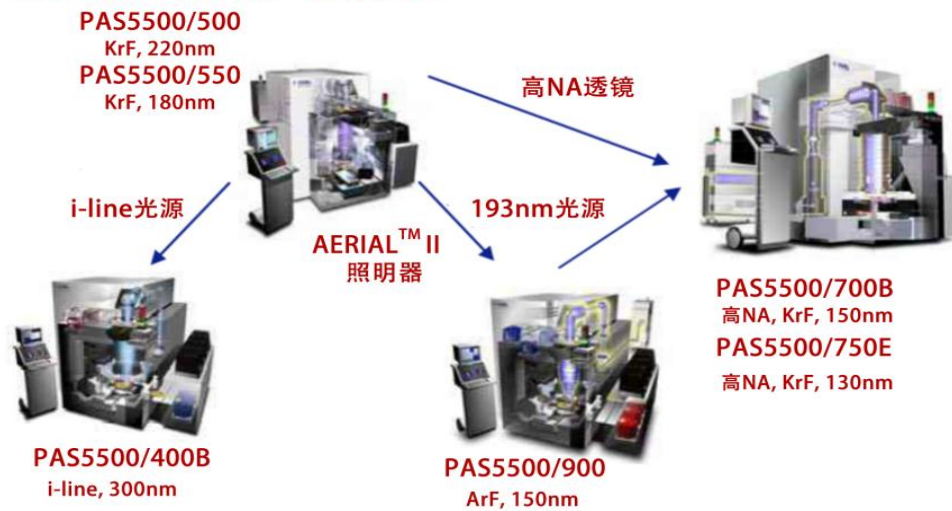 PAS5500/500
KrF, 220nm
PAS5500/550
KrF, 180nm
高NA透镜
i-line光源
193nm光源
AERIAL™ II
照明器
PAS5500/700B
高NA, KrF, 150nm
PAS5500/750E
高NA, KrF, 130nm
PAS5500/400B
i-line, 300nm
PAS5500/900
ArF, 150nm